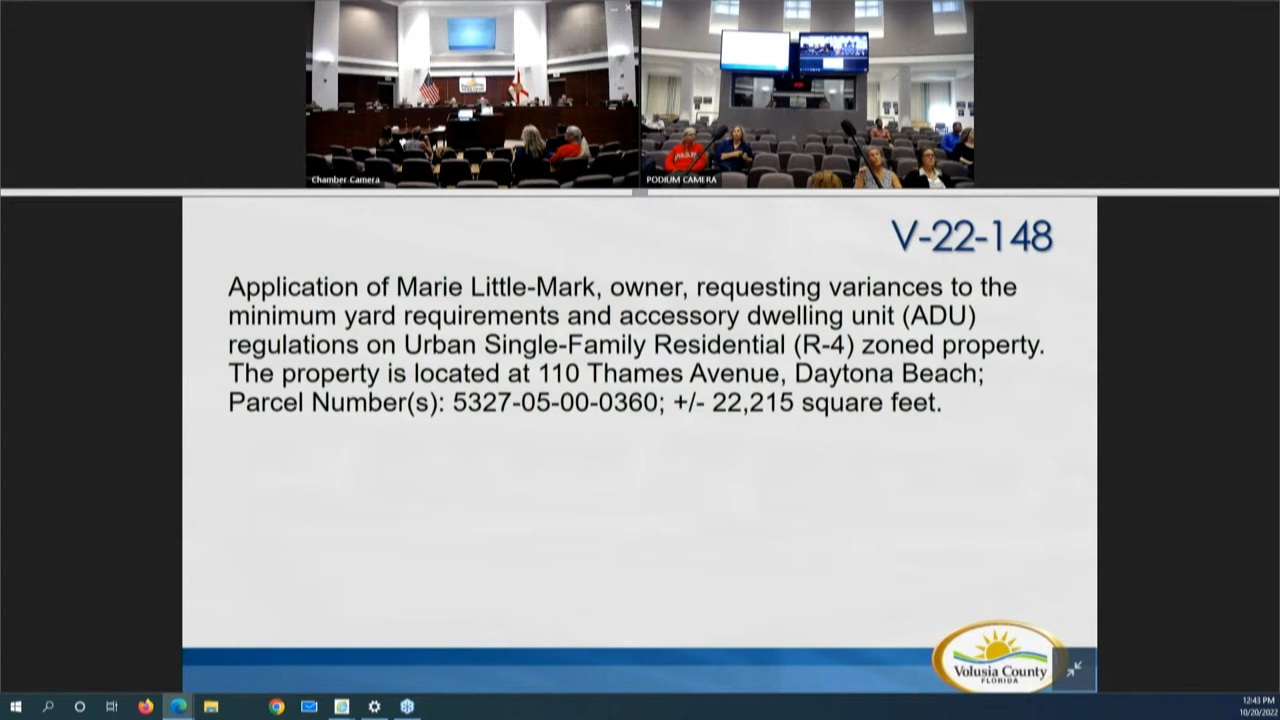 Chamber Camera
PODIUM CAMERA
V-22-148
Application of Marie Little-Mark, owner, requesting variances to the
minimum yard requirements and accessory dwelling unit (ADU)
regulations on Urban Single-Family Residential (R-4) zoned property.
The property is located at 110 Thames Avenue, Daytona Beach;
Parcel Number(s): 5327-05-00-0360; +/- 22,215 square feet.
Volusia County
FLORIDA
12:43 PM
10/20/2022